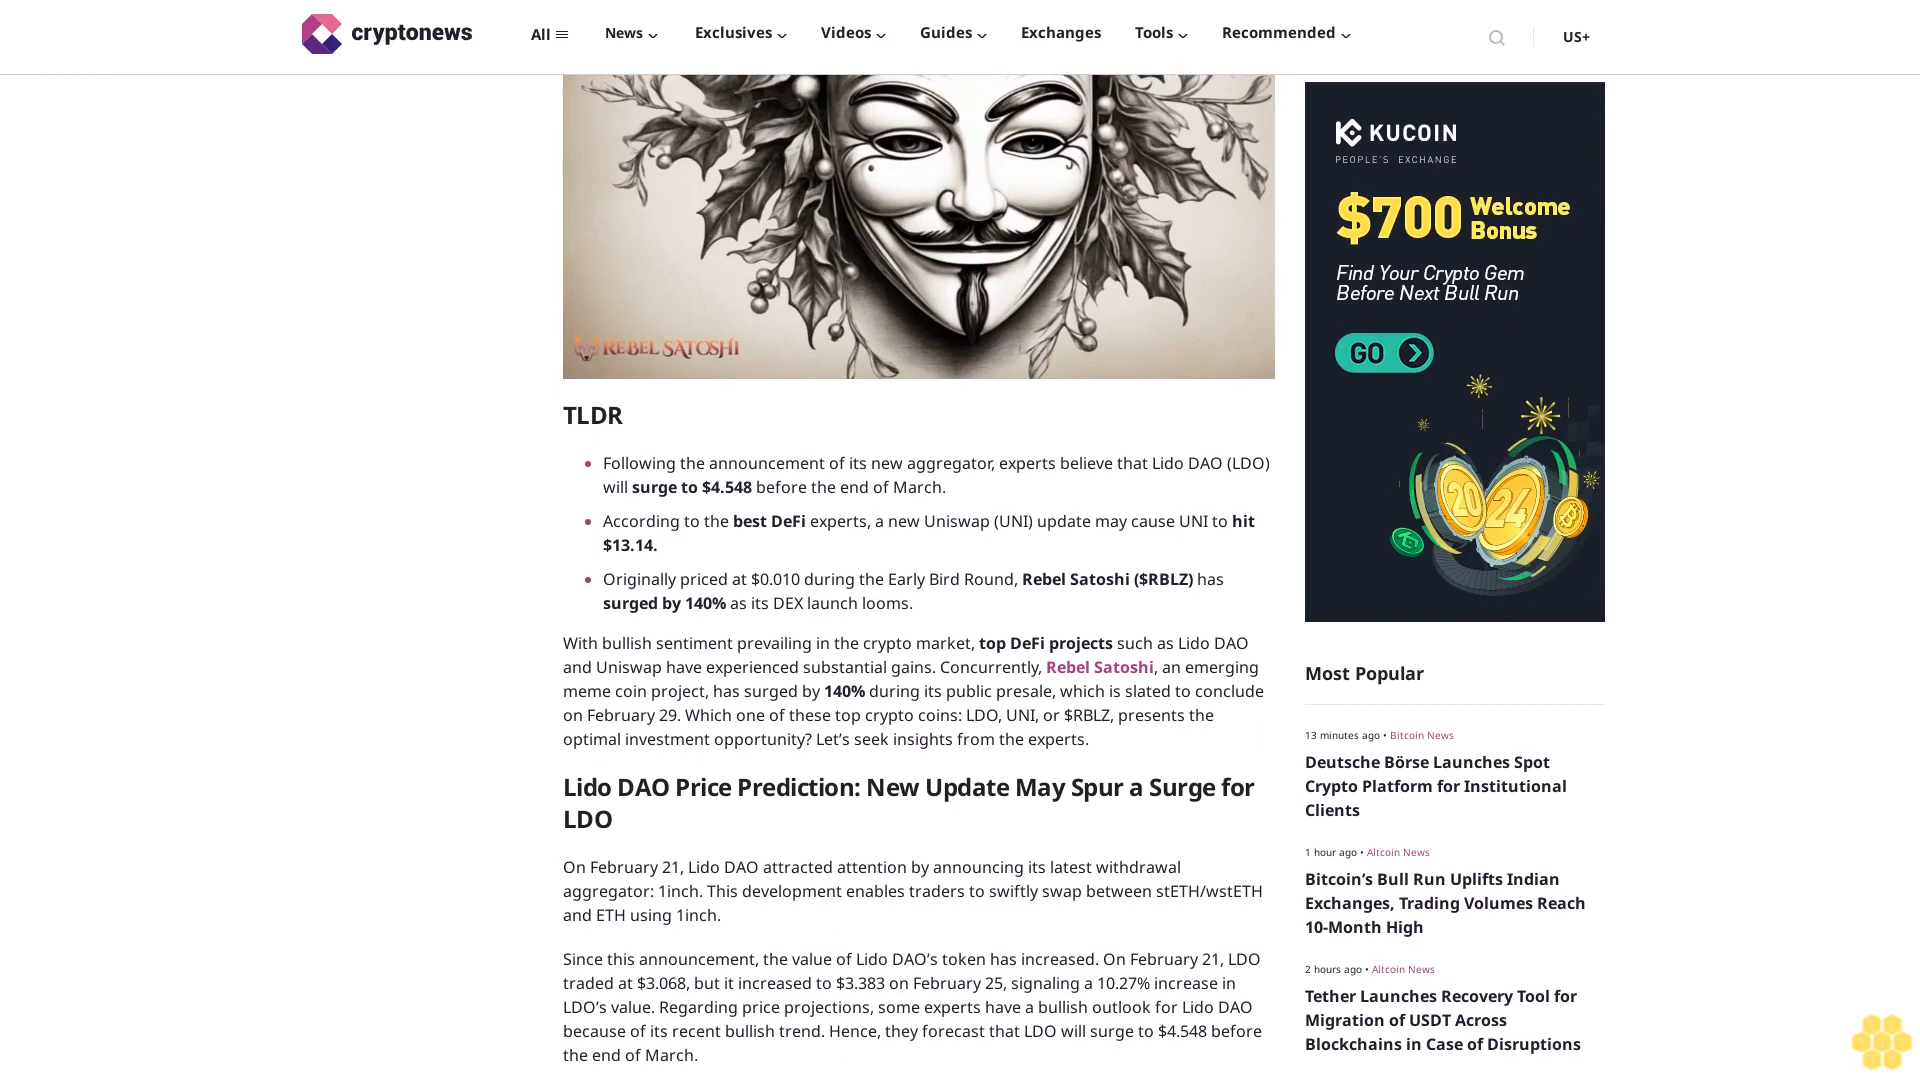 cryptonews
All
News
Exclusives
Videos
Guides
Exchanges
Tools
Recommended
US+
REBEL SATOSHI
TLDR
Following the announcement of its new aggregator, experts believe that Lido DAO (LDO)
will surge to $4.548 before the end of March.
According to the best DeFi experts, a new Uniswap (UNI) update may cause UNI to hit
$13.14.
Originally priced at $0.010 during the Early Bird Round, Rebel Satoshi ($RBLZ) has
surged by 140% as its DEX launch looms.
With bullish sentiment prevailing in the crypto market, top DeFi projects such as Lido DAO
and Uniswap have experienced substantial gains. Concurrently, Rebel Satoshi, an emerging
meme coin project, has surged by 140% during its public presale, which is slated to conclude
on February 29. Which one of these top crypto coins: LDO, UNI, or $RBLZ, presents the
optimal investment opportunity? Let’s seek insights from the experts.
Lido DAO Price Prediction: New Update May Spur a Surge for
LDO
On February 21, Lido DAO attracted attention by announcing its latest withdrawal
aggregator: 1inch. This development enables traders to swiftly swap between stETH/wstETH
and ETH using 1inch.
Since this announcement, the value of Lido DAO’s token has increased. On February 21, LDO
traded at $3.068, but it increased to $3.383 on February 25, signaling a 10.27% increase in
LDO’s value. Regarding price projections, some experts have a bullish outlook for Lido DAO
because of its recent bullish trend. Hence, they forecast that LDO will surge to $4.548 before
the end of March.
KUCOIN
PEOPLE'S EXCHANGE
$700 Welcome
Bonus
Find Your Crypto Gem
Before Next Bull Run
GO
20
24
Most Popular
13 minutes ago • Bitcoin News
Deutsche Börse Launches Spot
Crypto Platform for Institutional
Clients
1 hour ago • Altcoin News
Bitcoin’s Bull Run Uplifts Indian
Exchanges, Trading Volumes Reach
10-Month High
2 hours ago • Altcoin News
Tether Launches Recovery Tool for
Migration of USDT Across
Blockchains in Case of Disruptions